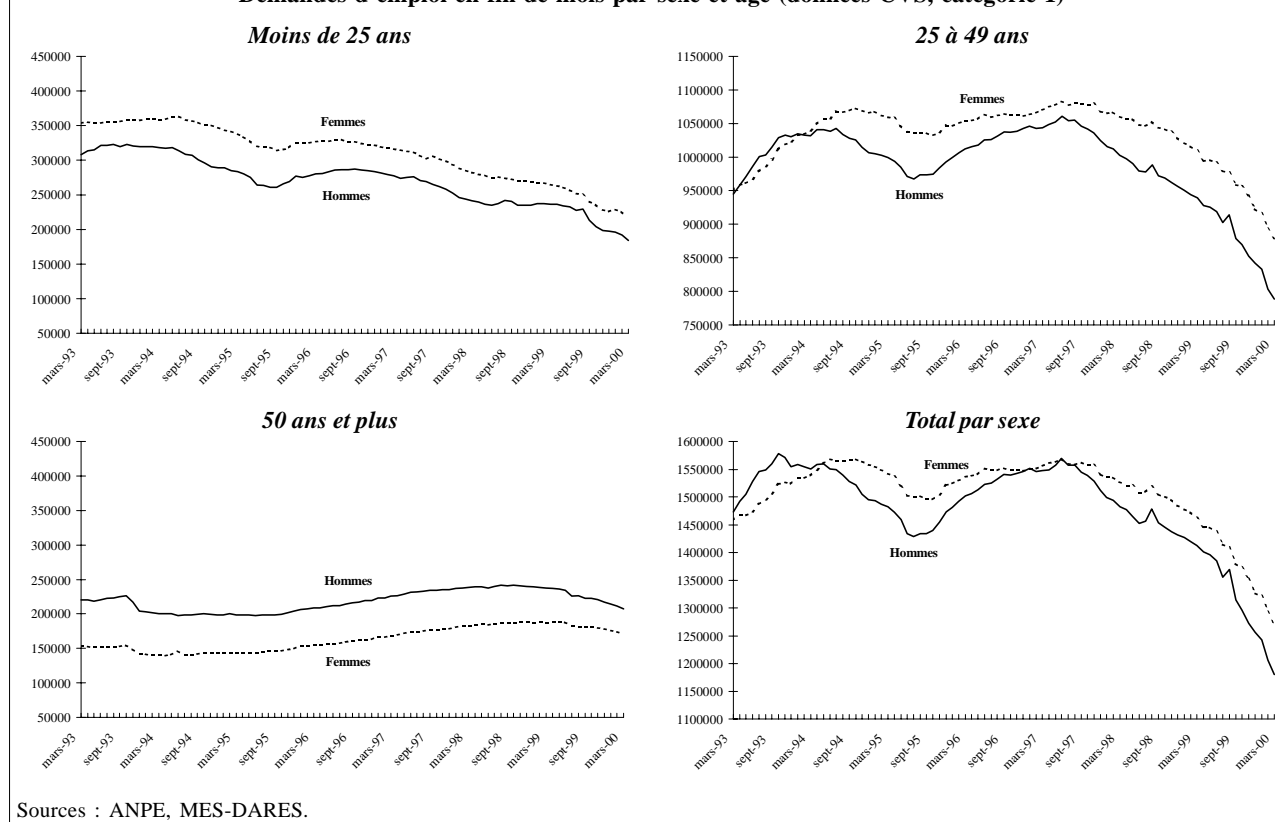 Demandes d'emploi en fin de mois par sexe et âge (données CVS, catégorie 1)
Moins de 25 ans
450000
400000
350000
300000
250000
200000
150000
100000
50000
Femmes
Hommes
mars-93
sept-93
mars-94
sept-94
mars-95
sept-95
mars-96
sept-96
mars-97
sept-97
mars-98
sept-98
mars-99
sept-99
mars-00
25 à 49 ans
1150000
1100000
1050000
1000000
950000
900000
850000
800000
750000
Femmes
Hommes
mars-93
sept-93
mars-94
sept-94
mars-95
sept-95
mars-96
sept-96
mars-97
sept-97
mars-98
sept-98
mars-99
sept-99
mars-00
50 ans et plus
450000
400000
350000
300000
250000
200000
150000
100000
50000
Hommes
Femmes
mars-93
sept-93
mars-94
sept-94
mars-95
sept-95
mars-96
sept-96
mars-97
sept-97
mars-98
sept-98
mars-99
sept-99
mars-00
Total par sexe
1600000
1550000
1500000
1450000
1400000
1350000
1300000
1250000
1200000
1150000
1100000
Femmes
Hommes
mars-93
sept-93
mars-94
sept-94
mars-95
sept-95
mars-96
sept-96
mars-97
sept-97
mars-98
sept-98
mars-99
sept-99
mars-00
Sources : ANPE, MES-DARES.